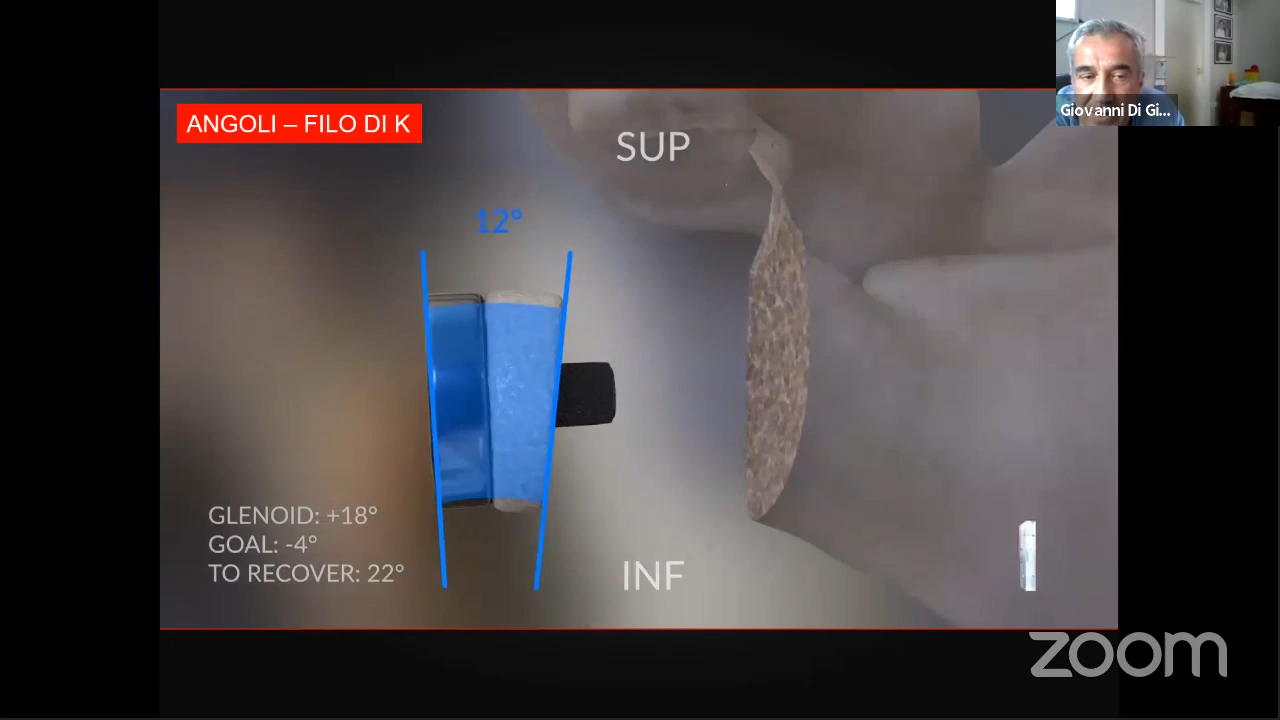 Giovanni Di Gi...
ANGOLI – FILO DI K
SUP
12°
GLENOID: +18°
GOAL: -4°
TO RECOVER: 22°
INF
zoom